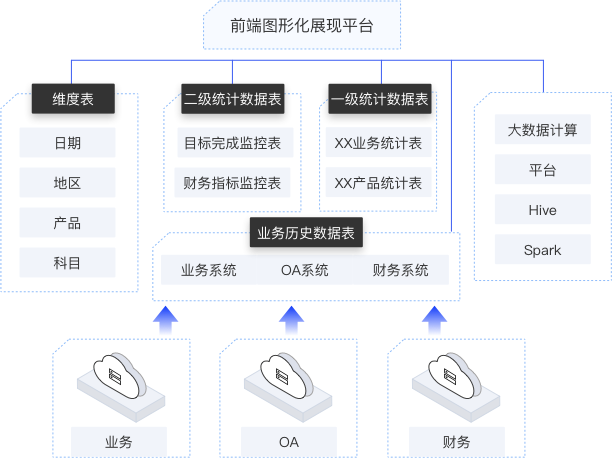 前端图形化展现平台
维度表
日期
地区
产品
科目
二级统计数据表
目标完成监控表
财务指标监控表
一级统计数据表
XX业务统计表
XX产品统计表
大数据计算
平台
Hive
Spark
业务历史数据表
业务系统
OA系统
财务系统
业务
OA
财务